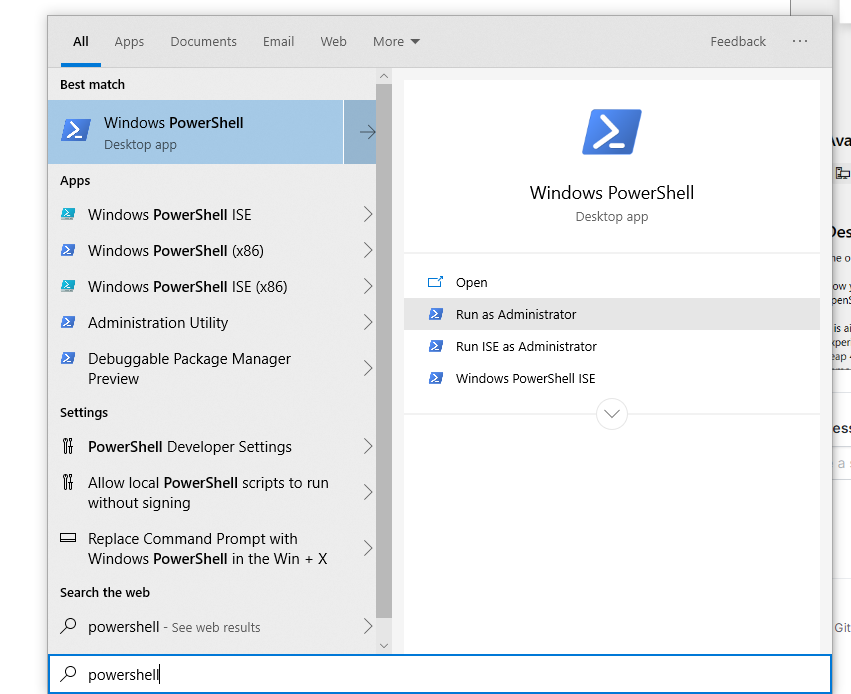 All Apps Documents Email Web More Feedback ...
Best match
Windows PowerShell
Desktop app
Apps
Windows PowerShell ISE
Windows PowerShell (x86)
Windows PowerShell ISE (x86)
Administration Utility
Debuggable Package Manager
Preview
Settings
PowerShell Developer Settings
Allow local PowerShell scripts to run
without signing
Replace Command Prompt with
Windows PowerShell in the Win + X
Search the web
powershell - See web results
powershell
Windows PowerShell
Desktop app
Open
Run as Administrator
Run ISE as Administrator
Windows PowerShell ISE
Git